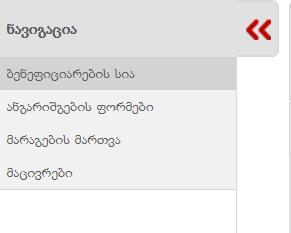 ნავიგაცია
ბენეფიციარების სია
ანგარიშგების ფორმები
მარაგების მართვა
მაცივრები